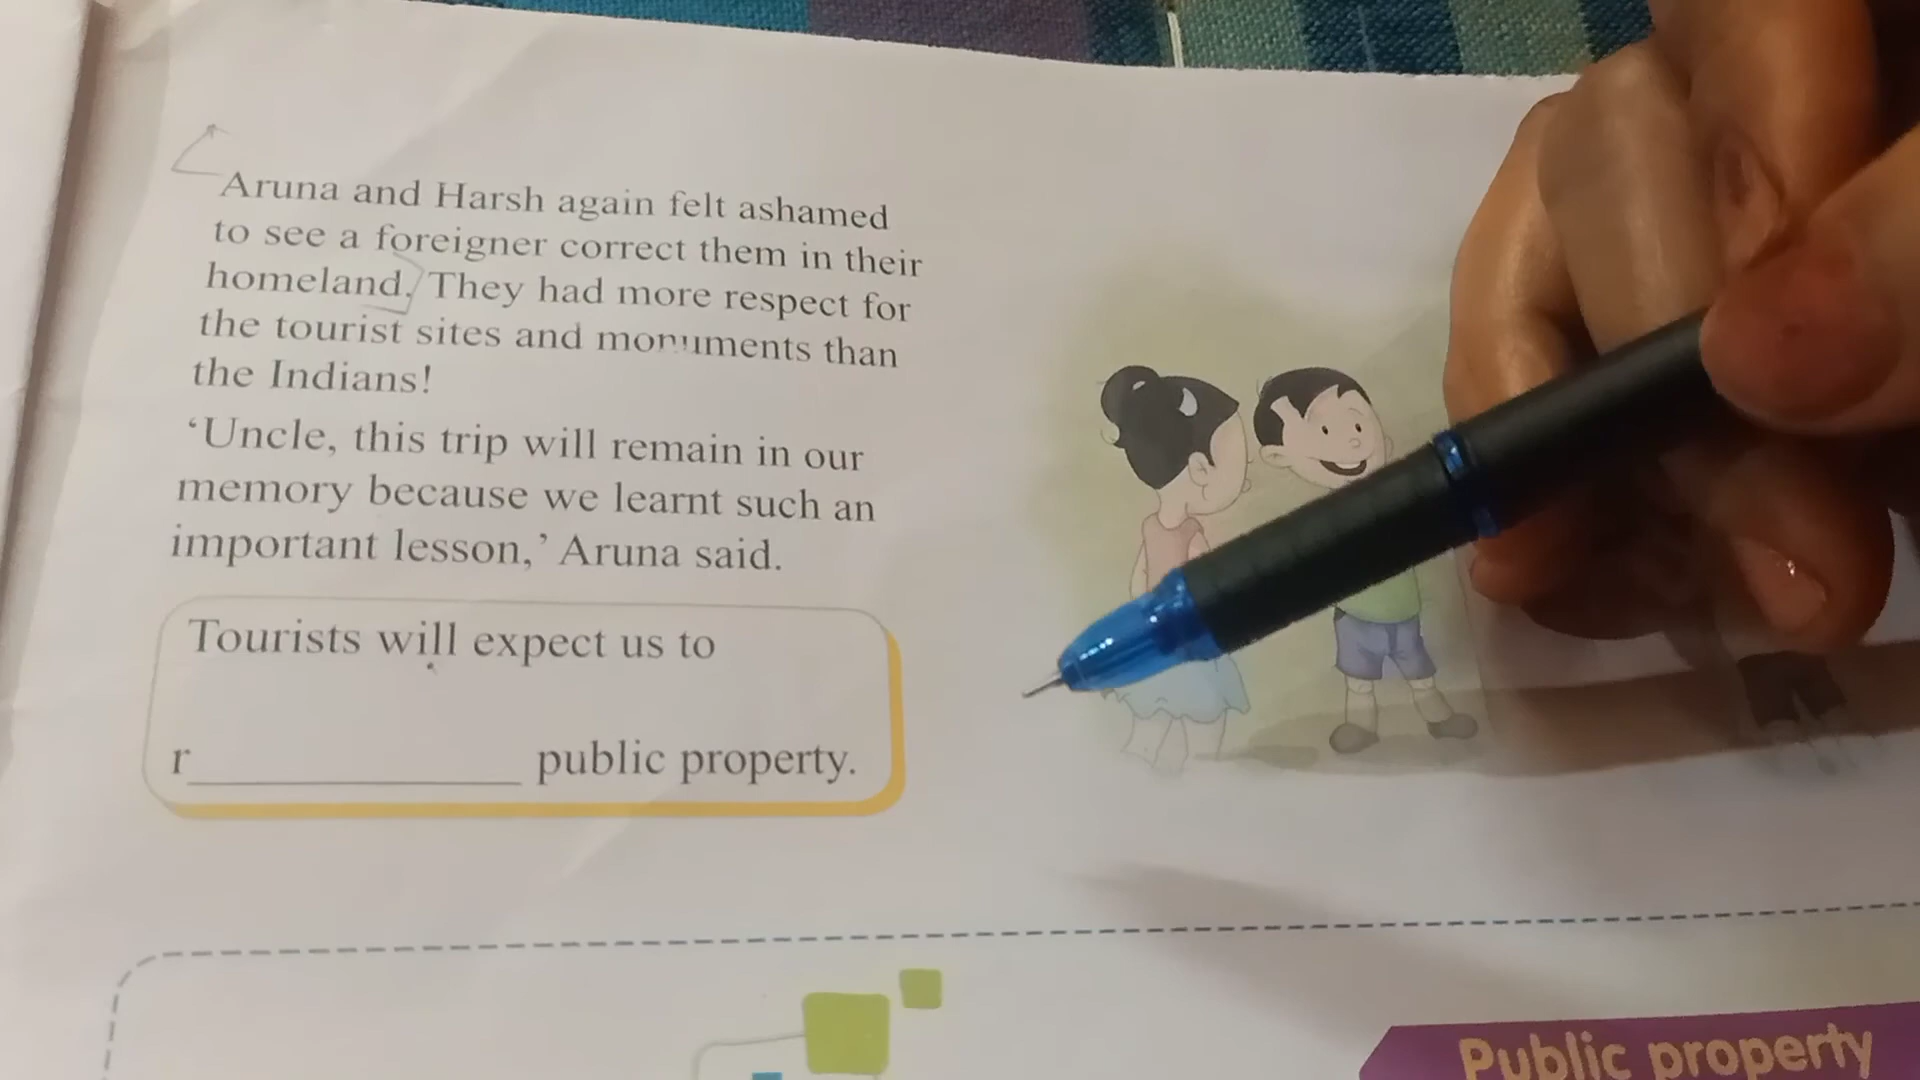 Aruna and Harsh again felt ashamed
to see a foreigner correct them in their
homeland. They had more respect for
the tourist sites and monuments than
the Indians!
‘Uncle, this trip will remain in our
memory because we learnt such an
important lesson,’ Aruna said.
Tourists will expect us to
r__________ public property.
Public property